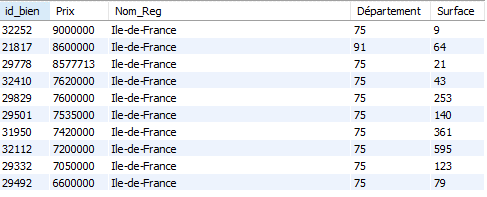 id_bien Prix Nom_Reg Département Surface
32252 9000000 Ile-de-France 75 9
21817 8600000 Ile-de-France 91 64
29778 8577713 Ile-de-France 75 21
32410 7620000 Ile-de-France 75 43
29829 7600000 Ile-de-France 75 253
29501 7535000 Ile-de-France 75 140
31950 7420000 Ile-de-France 75 361
32112 7200000 Ile-de-France 75 595
29332 7050000 Ile-de-France 75 123
29492 6600000 Ile-de-France 75 79